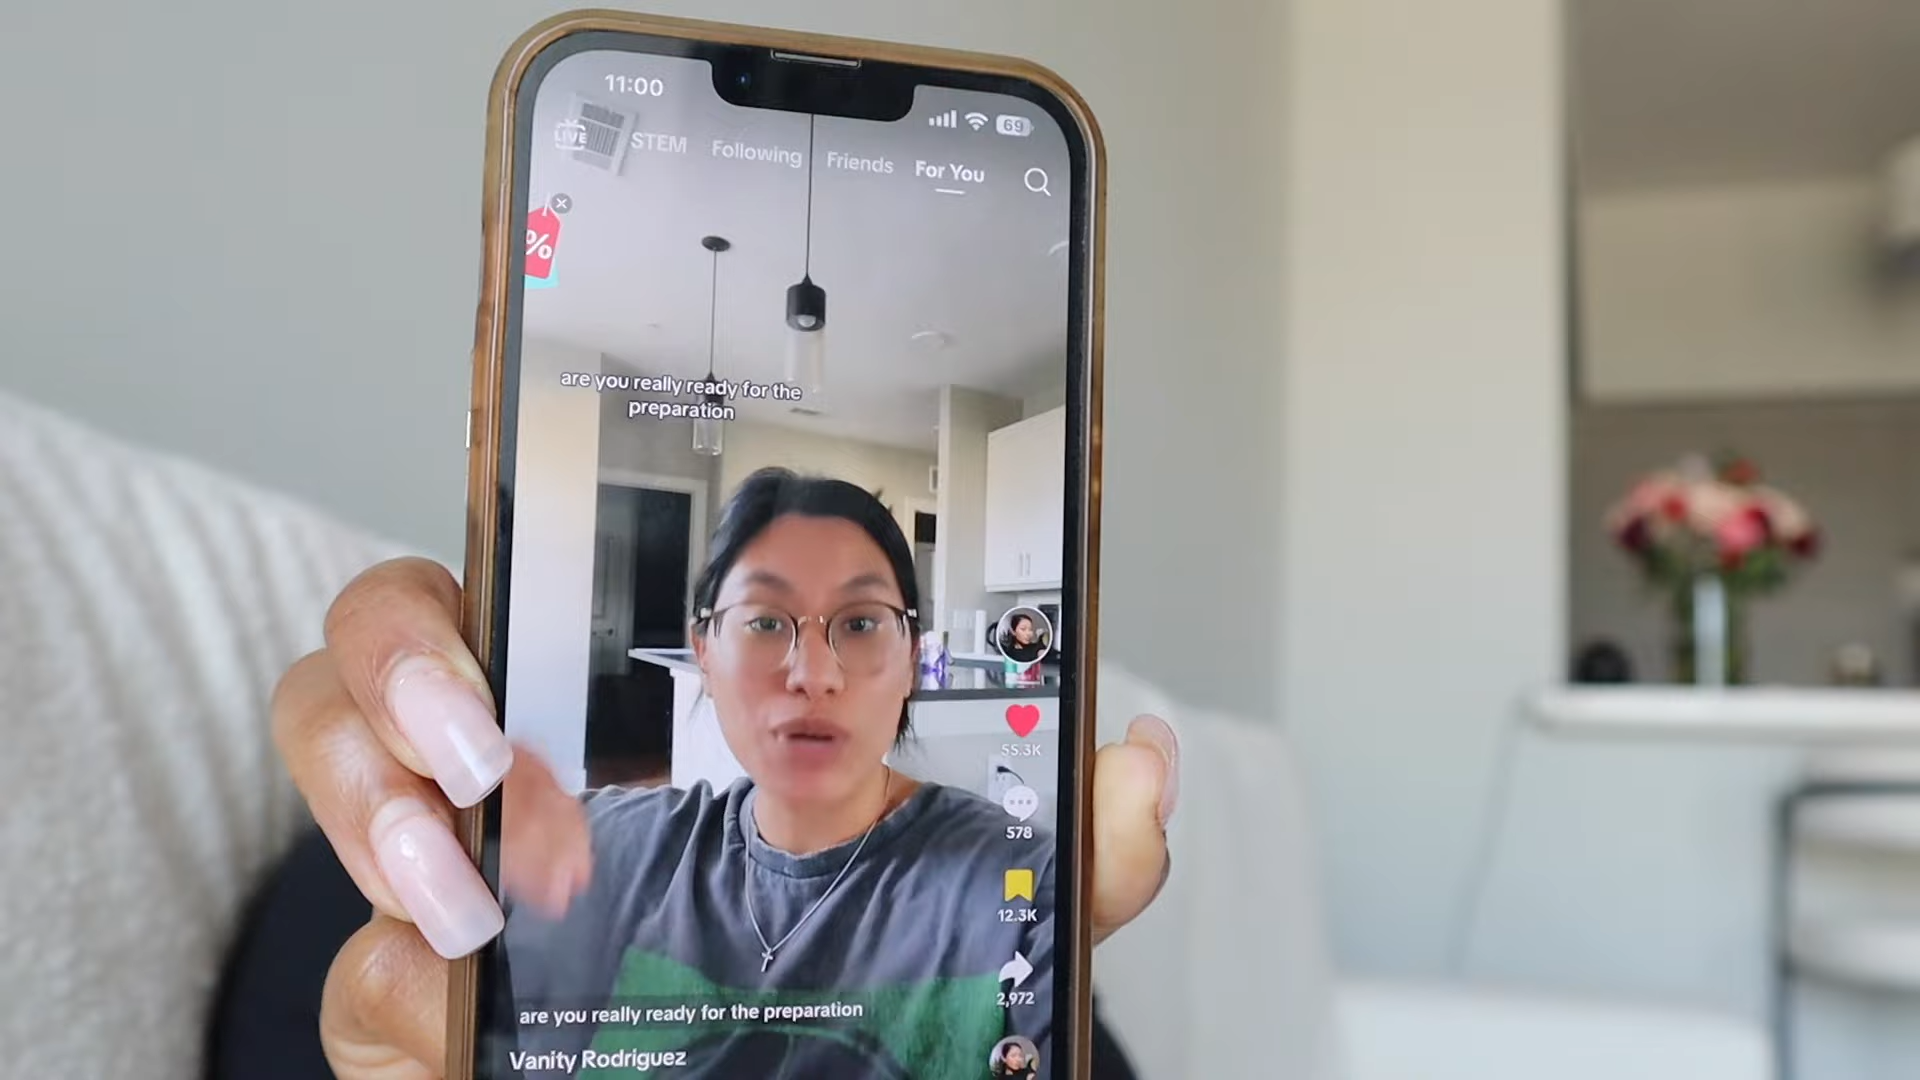 11:00
69
LIVE
STEM
Following
Friends
For You
%
are you really ready for the
preparation
55.3K
578
12.3K
2,972
are you really ready for the preparation
Vanity Rodriguez